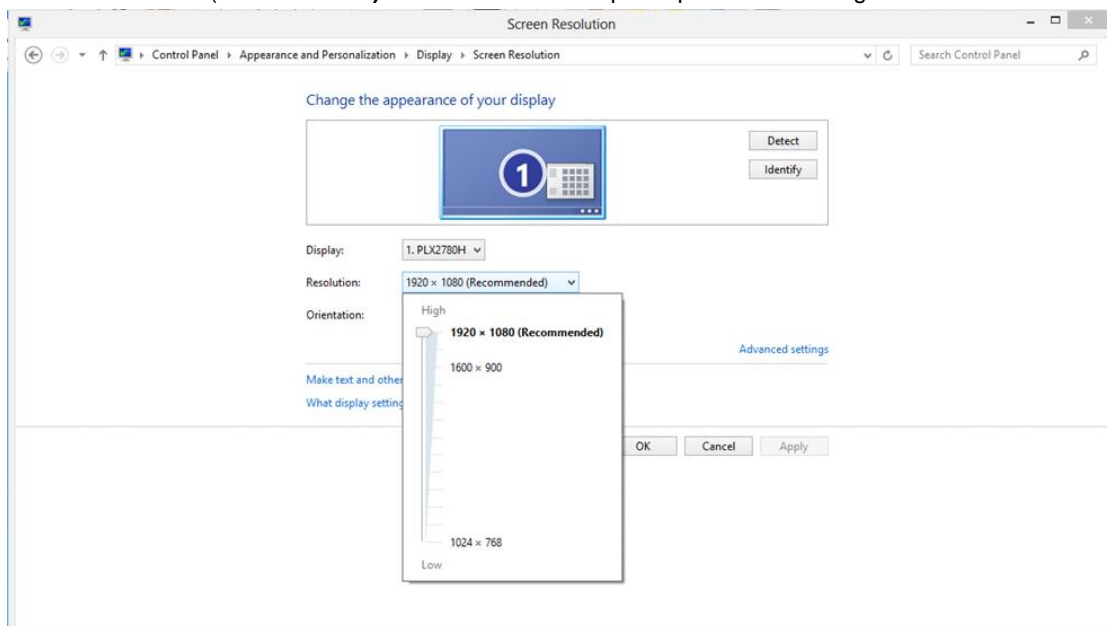 Screen Resolution
Control Panel ▸ Appearance and Personalization ▸ Display ▸ Screen Resolution
Search Control Panel
Change the appearance of your display
1
Detect
Identify
Display: 1. PLX2780H
Resolution: 1920 × 1080 (Recommended)
Orientation:
High
1920 × 1080 (Recommended)
1600 × 900
1024 × 768
Low
Advanced settings
Make text and other
What display setting
OK Cancel Apply